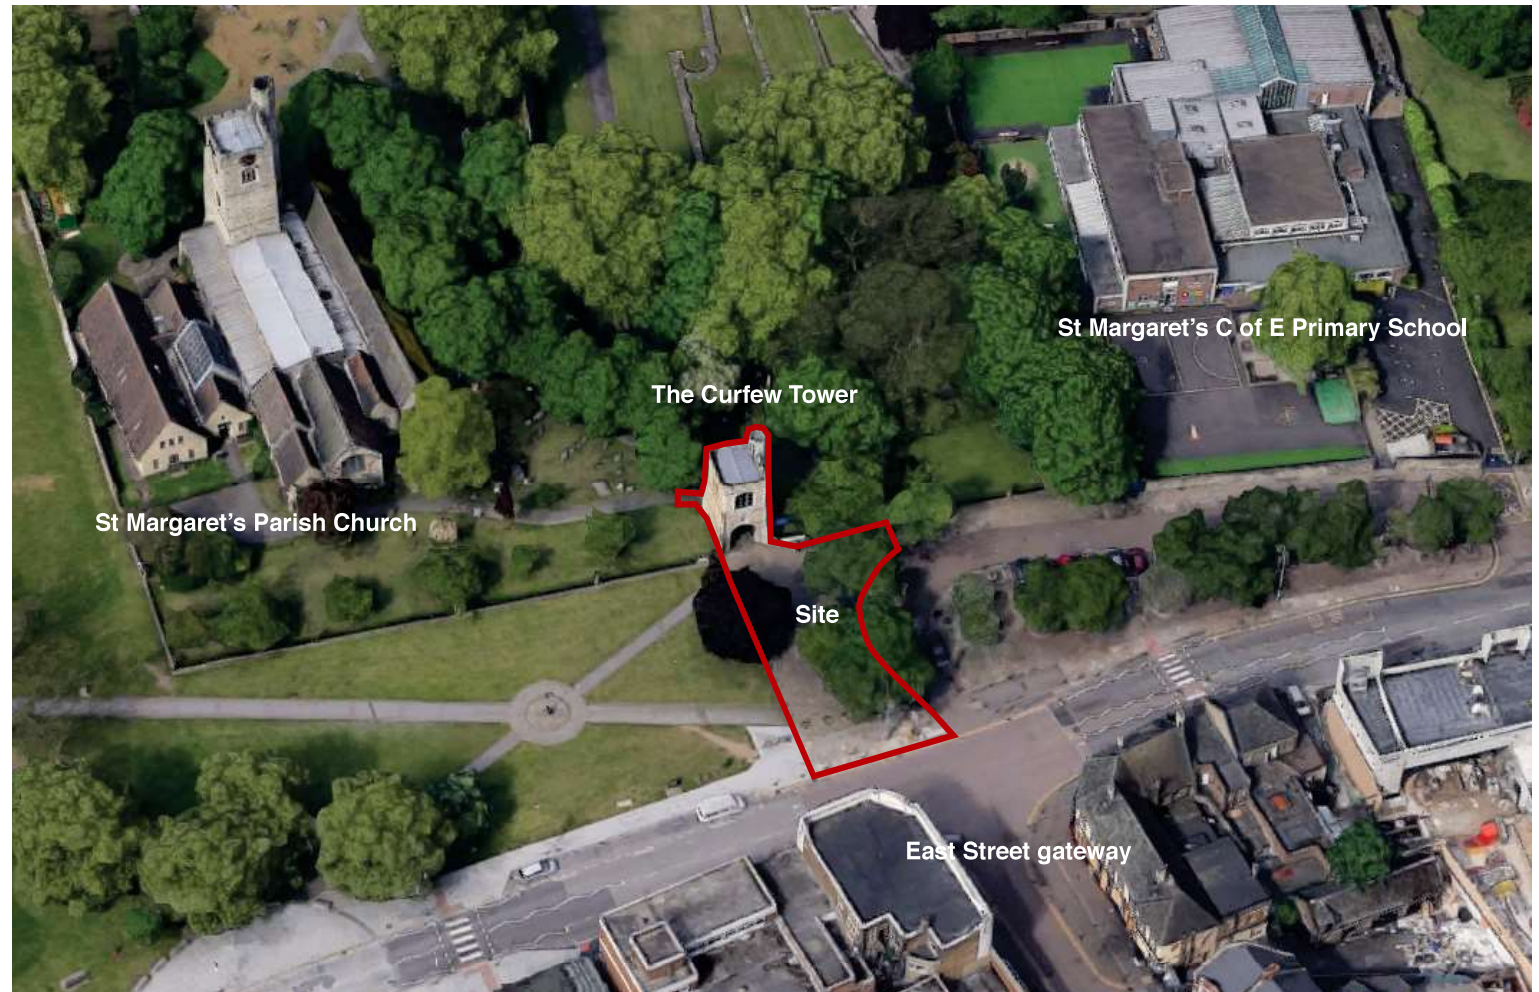 St Margaret's C of E Primary School
The Curfew Tower
St Margaret's Parish Church
Site
East Street gateway